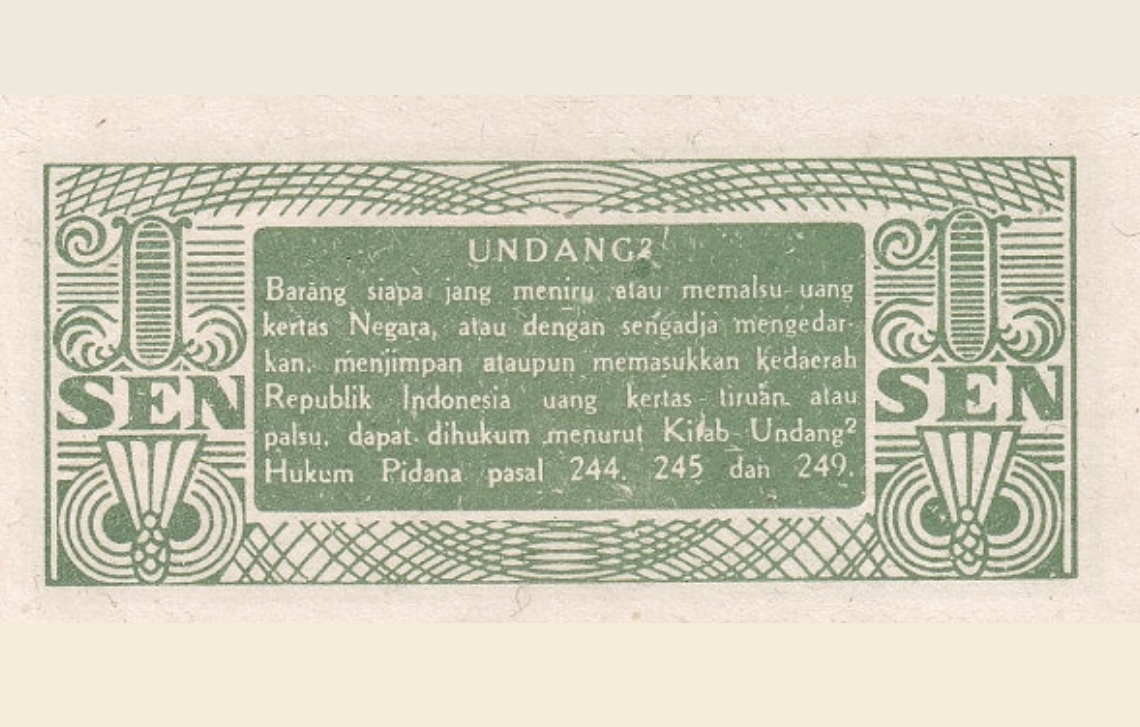 UNDANG²
Barang siapa jang meniru atau memalsu uang
kertas Negara, atau dengan sengadja mengedar-
kan, menjimpan ataupun memasukkan kedaerah
Republik Indonesia uang kertas tiruan atau
palsu, dapat dihukum menurut Kitab Undang²
Hukum Pidana pasal 244. 245 dan 249.
1
SEN
1
SEN